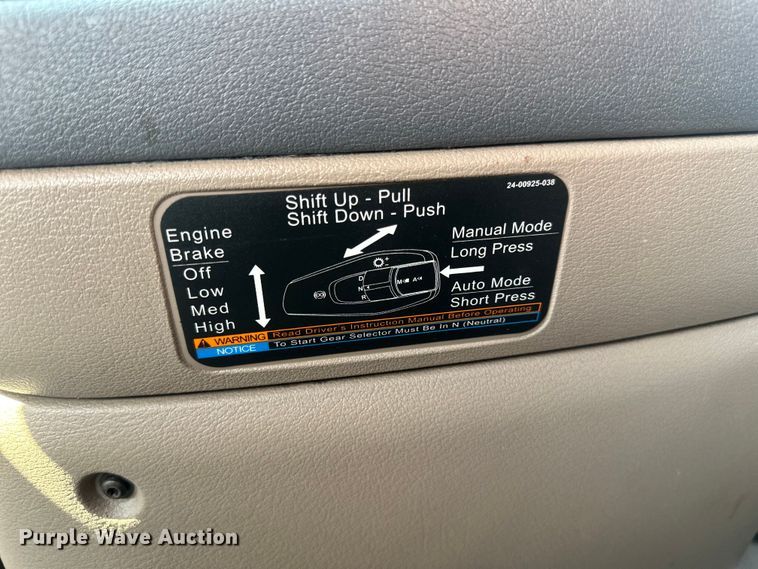 24-00925-038
Shift Up - Pull
Shift Down - Push
Engine
Brake
Off
Low
Med
High
D
N
R
M
A
Manual Mode
Long Press
Auto Mode
Short Press
WARNING Read Driver's Instruction Manual Before Operating
NOTICE To Start Gear Selector Must Be In N (Neutral)
Purple Wave Auction